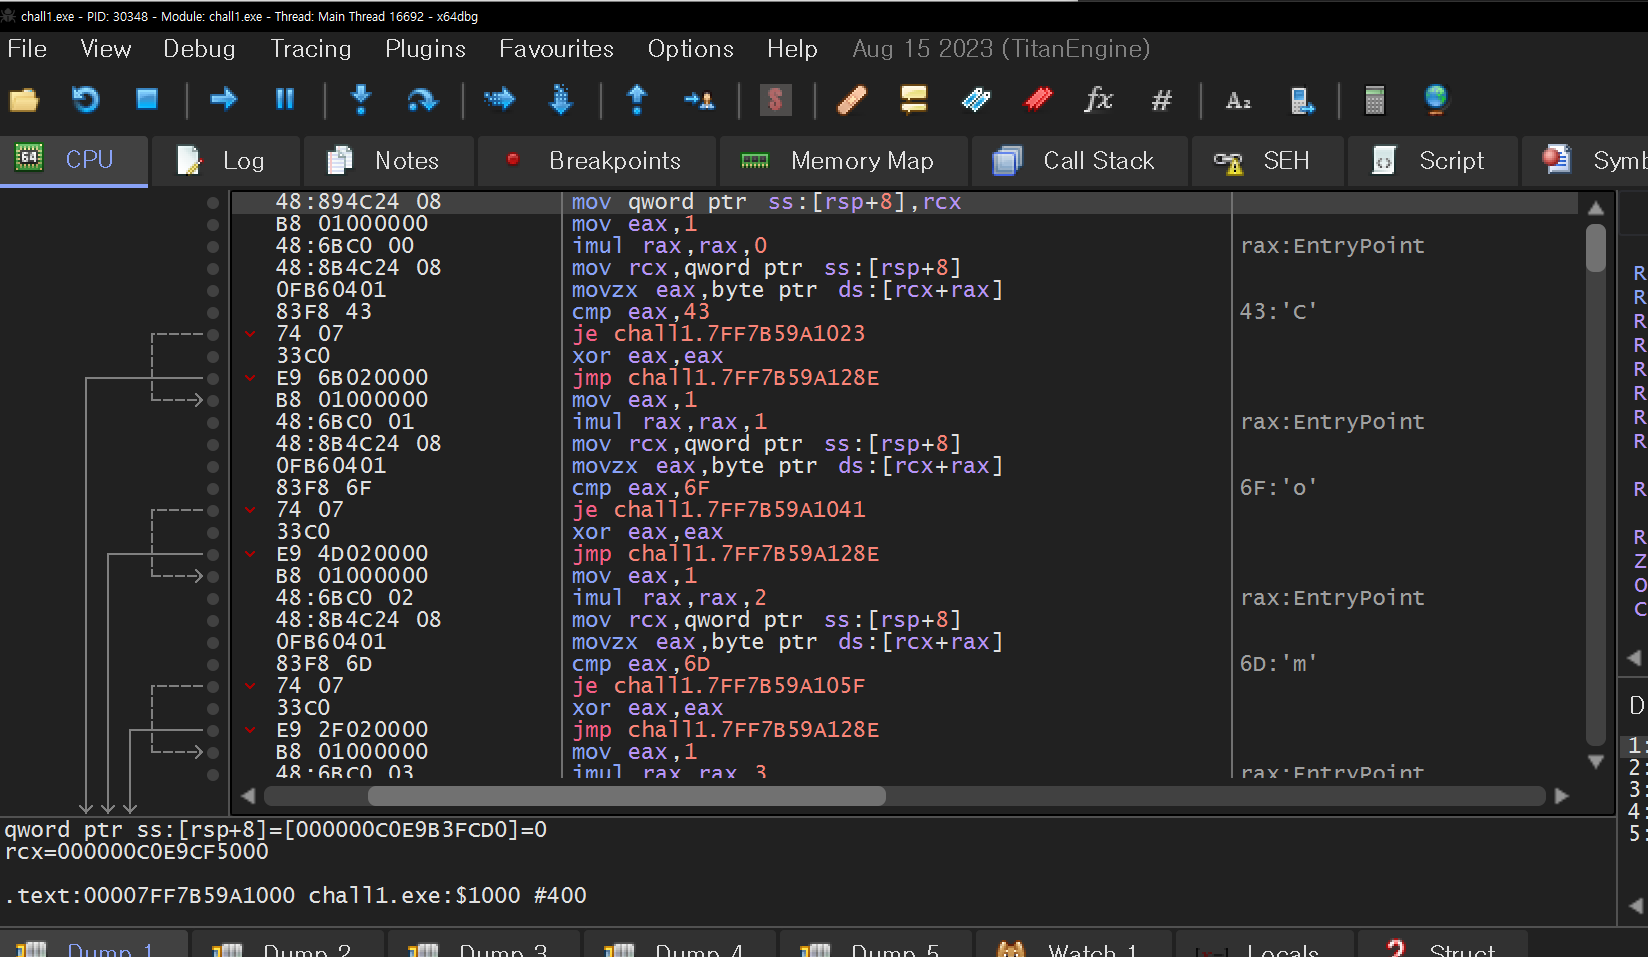 chall1.exe - PID: 30348 - Module: chall1.exe - Thread: Main Thread 16692 - x64dbg
File View Debug Tracing Plugins Favourites Options Help Aug 15 2023 (TitanEngine)
CPU Log Notes Breakpoints Memory Map Call Stack SEH Script Symb
48:894C24 08 mov qword ptr ss:[rsp+8],rcx
B8 01000000 mov eax,1
48:6BC0 00 imul rax,rax,0 rax:EntryPoint
48:8B4C24 08 mov rcx,qword ptr ss:[rsp+8]
0FB60401 movzx eax,byte ptr ds:[rcx+rax]
83F8 43 cmp eax,43 43:'C'
74 07 je chall1.7FF7B59A1023
33C0 xor eax,eax
E9 6B020000 jmp chall1.7FF7B59A128E
B8 01000000 mov eax,1
48:6BC0 01 imul rax,rax,1 rax:EntryPoint
48:8B4C24 08 mov rcx,qword ptr ss:[rsp+8]
0FB60401 movzx eax,byte ptr ds:[rcx+rax]
83F8 6F cmp eax,6F 6F:'o'
74 07 je chall1.7FF7B59A1041
33C0 xor eax,eax
E9 4D020000 jmp chall1.7FF7B59A128E
B8 01000000 mov eax,1
48:6BC0 02 imul rax,rax,2 rax:EntryPoint
48:8B4C24 08 mov rcx,qword ptr ss:[rsp+8]
0FB60401 movzx eax,byte ptr ds:[rcx+rax]
83F8 6D cmp eax,6D 6D:'m'
74 07 je chall1.7FF7B59A105F
33C0 xor eax,eax
E9 2F020000 jmp chall1.7FF7B59A128E
B8 01000000 mov eax,1
48:6BC0 03 imul rax,rax,3 rax:EntryPoint
qword ptr ss:[rsp+8]=[000000C0E9B3FCD0]=0
rcx=000000C0E9CF5000
.text:00007FF7B59A1000 chall1.exe:$1000 #400
Dump 1 Dump 2 Dump 3 Dump 4 Dump 5 Watch 1 Locals Struct